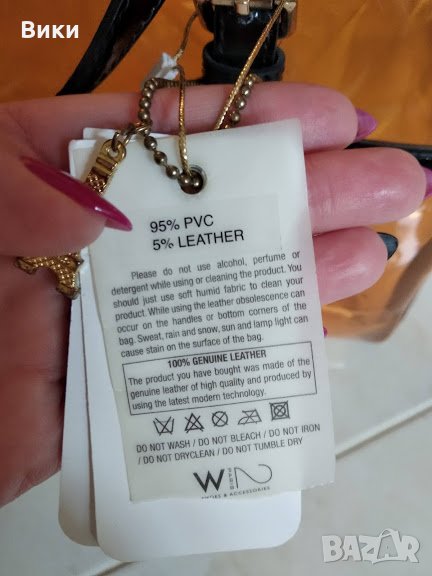 Вики
95% PVC
5% LEATHER
Please do not use alcohol, perfume or
detergent while using or cleaning the product. You
should just use soft humid fabric to clean your
product. While using the leather obsolescence can
occur on the handles or bottom corners of the
bag. Sweat, rain and snow, sun and lamp light can
cause stain on the surface of the bag.
100% GENUINE LEATHER
The product you have bought was made of the
genuine leather of high quality and produced by
using the latest modern technology.
DO NOT WASH / DO NOT BLEACH / DO NOT IRON
/ DO NOT DRYCLEAN / DO NOT TUMBLE DRY
& ACCESSORIES
BAZAR